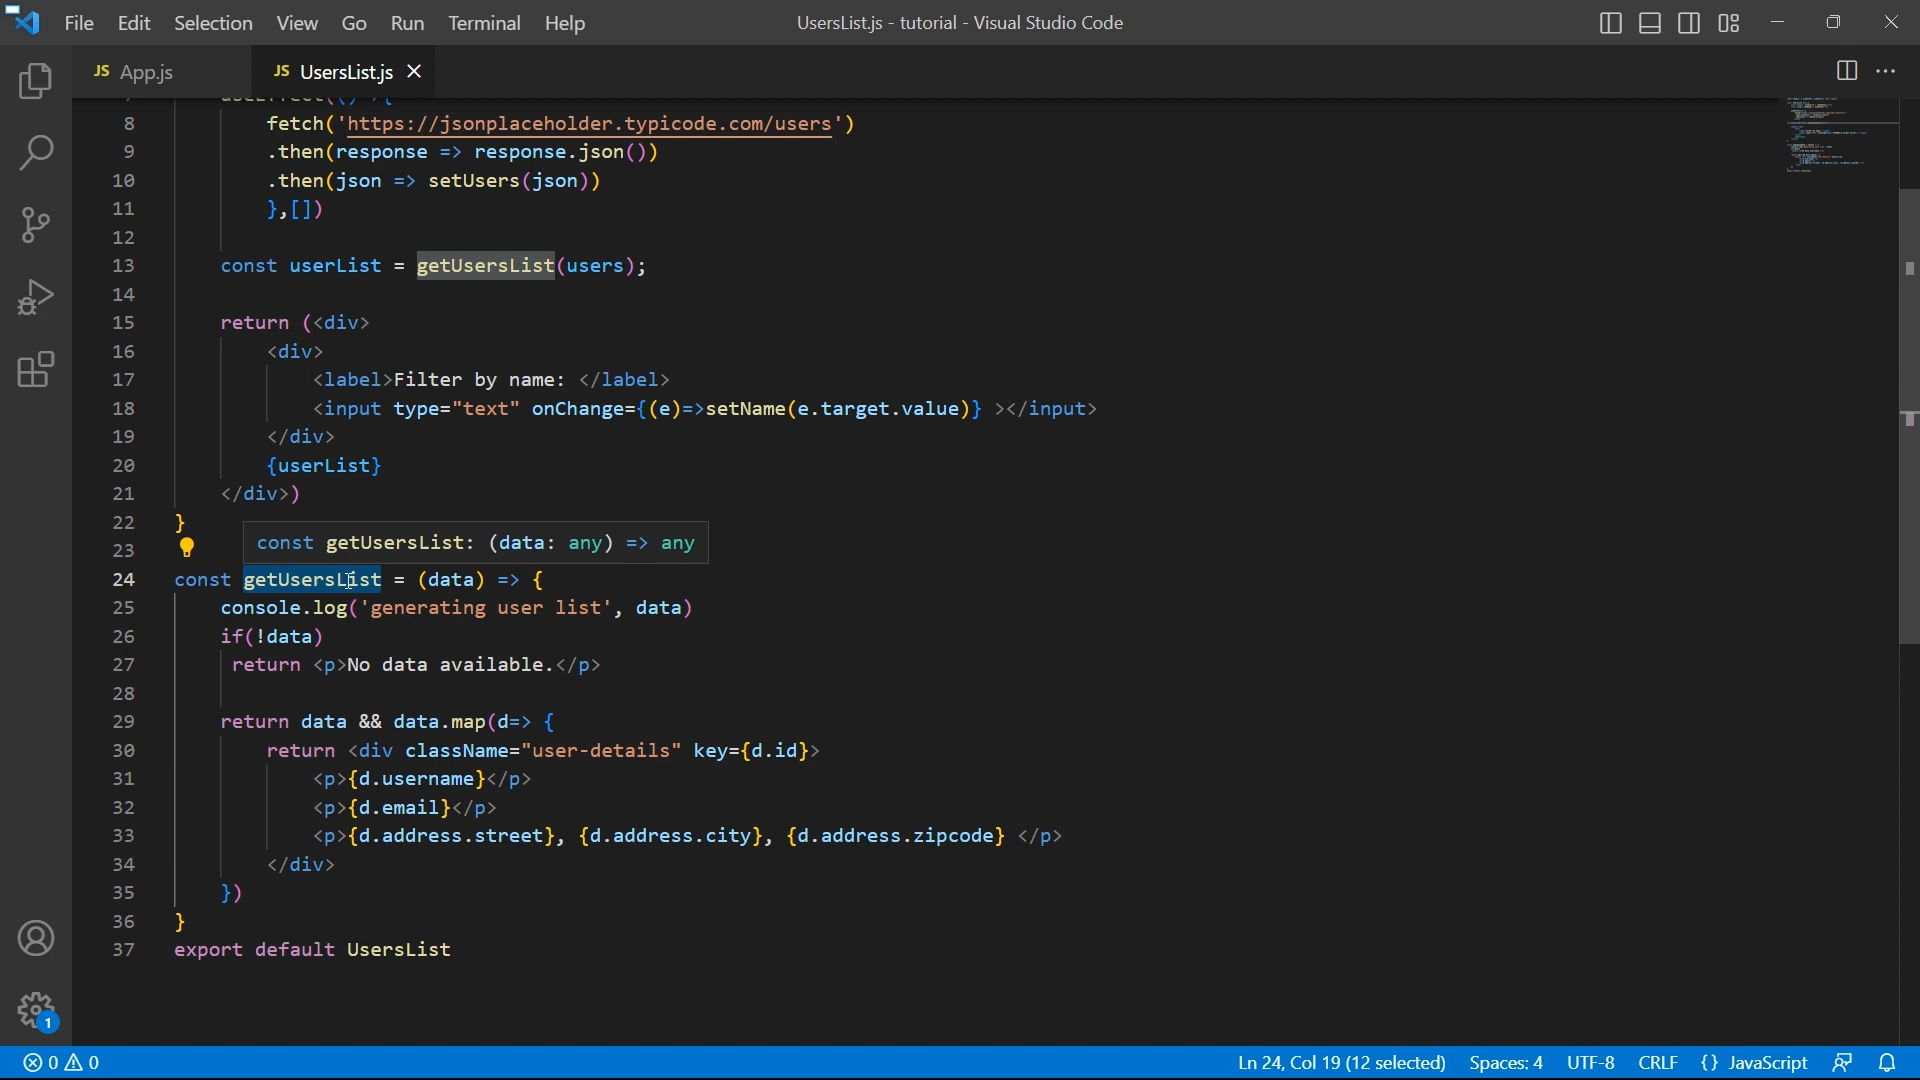 File Edit Selection View Go Run Terminal Help UsersList.js - tutorial - Visual Studio Code
JS App.js JS UsersList.js
8 fetch('https://jsonplaceholder.typicode.com/users')
9 .then(response => response.json())
10 .then(json => setUsers(json))
11 },[])
12
13 const userList = getUsersList(users);
14
15 return (<div>
16 <div>
17 <label>Filter by name: </label>
18 <input type="text" onChange={(e)=>setName(e.target.value)} ></input>
19 </div>
20 {userList}
21 </div>)
22 }
const getUsersList: (data: any) => any
23
24 const getUsersList = (data) => {
25 console.log('generating user list', data)
26 if(!data)
27 return <p>No data available.</p>
28
29 return data && data.map(d=> {
30 return <div className="user-details" key={d.id}>
31 <p>{d.username}</p>
32 <p>{d.email}</p>
33 <p>{d.address.street}, {d.address.city}, {d.address.zipcode} </p>
34 </div>
35 })
36 }
37 export default UsersList
1
0 0 Ln 24, Col 19 (12 selected) Spaces: 4 UTF-8 CRLF {} JavaScript